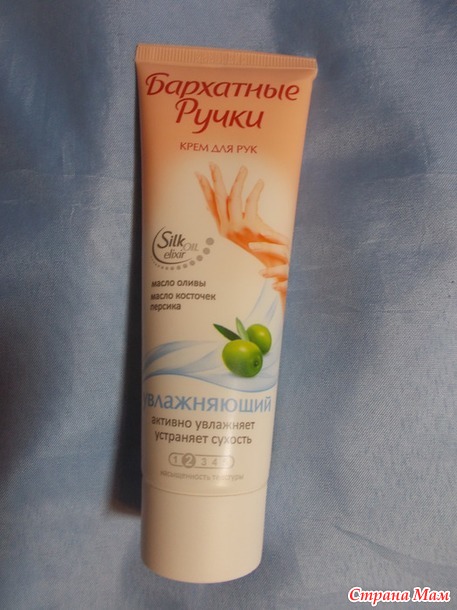 Бархатные
Ручки
КРЕМ ДЛЯ РУК
Silk OIL
elixir
масло оливы
масло косточек
персика
увлажняющий
активно увлажняет
устраняет сухость
1 2 3 4 5
насыщенность текстуры
Страна Мам